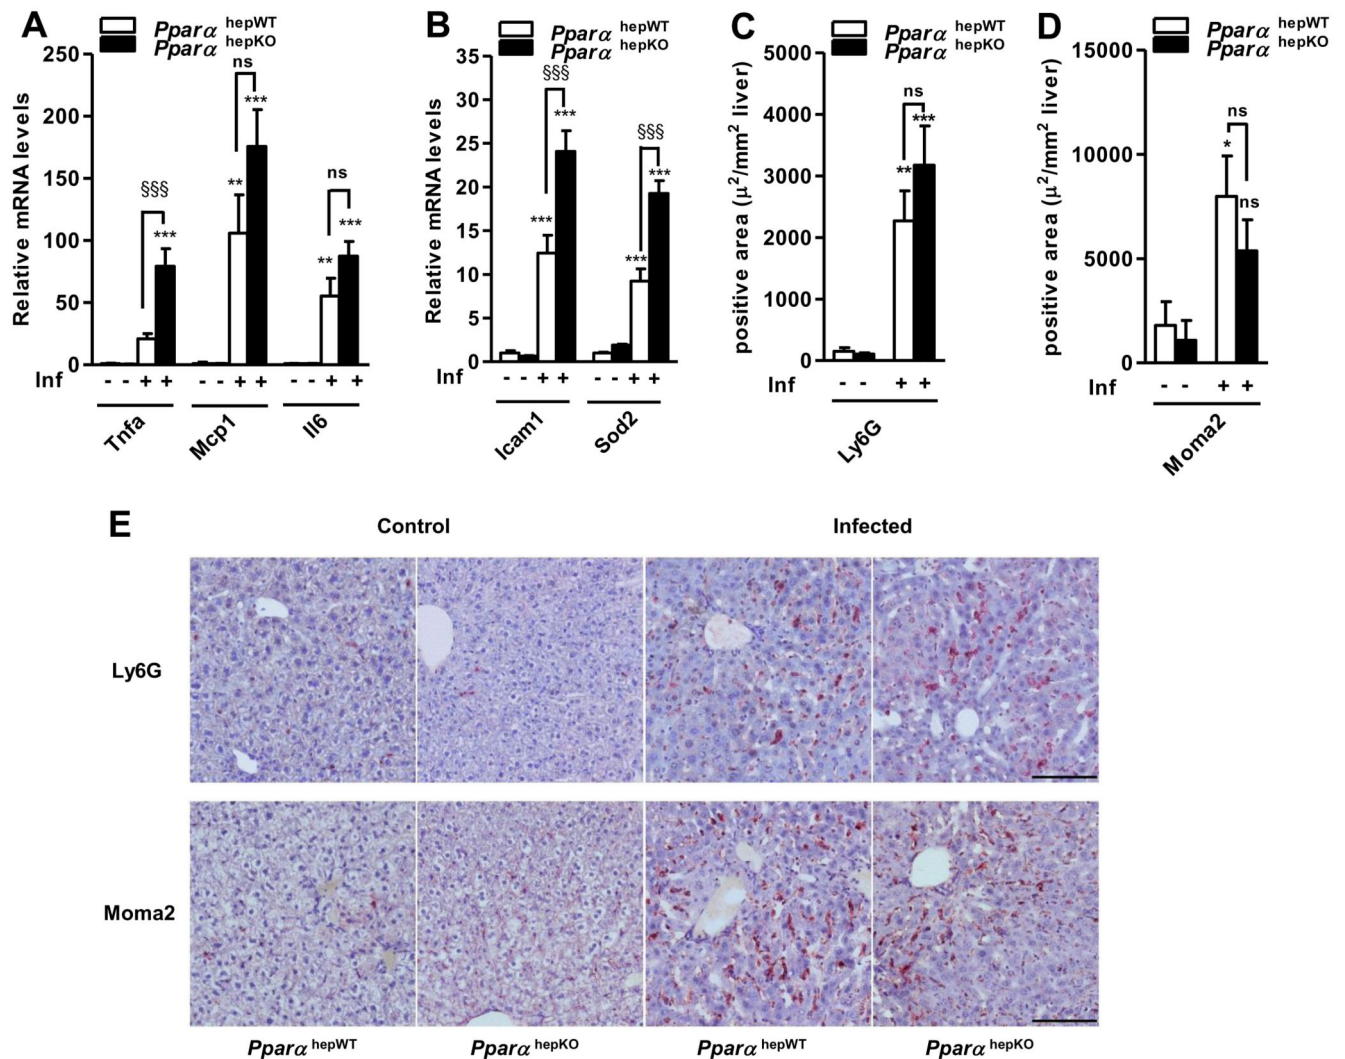 A
Pparα hepWT
Pparα hepKO
Relative mRNA levels
250
200
150
100
50
0
§§§
***
ns
**
***
ns
**
***
Inf
- - + + - - + + - - + +
Tnfa
Mcp1
Il6
B
Pparα hepWT
Pparα hepKO
Relative mRNA levels
35
30
25
20
15
10
5
0
§§§
***
***
§§§
***
***
Inf
- - + + - - + +
Icam1
Sod2
C
Pparα hepWT
Pparα hepKO
positive area (µ²/mm² liver)
5000
4000
3000
2000
1000
0
ns
**
***
Inf
- - + +
Ly6G
D
Pparα hepWT
Pparα hepKO
positive area (µ²/mm² liver)
15000
10000
5000
0
ns
*
ns
Inf
- - + +
Moma2
E
Control
Infected
Ly6G
Moma2
Pparα hepWT
Pparα hepKO
Pparα hepWT
Pparα hepKO